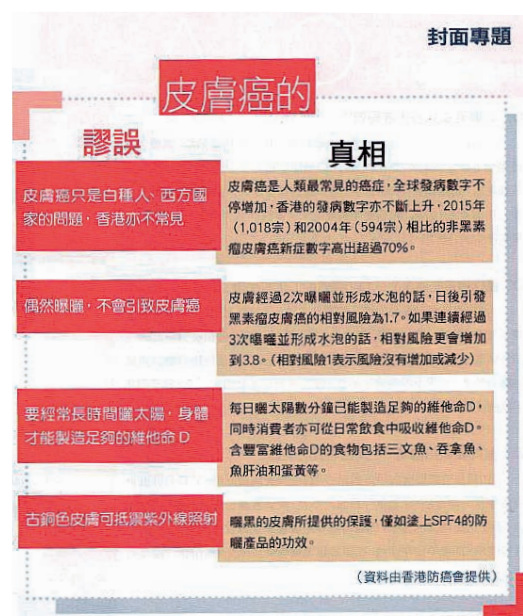 封面專題
皮膚癌的
謬誤
真相
皮膚癌只是白種人、西方國
家的問題，香港亦不常見
皮膚癌是人類最常見的癌症，全球發病數字不
停增加，香港的發病數字亦不斷上升，2015年
（1,018宗）和2004年（594宗）相比的非黑素
瘤皮膚癌新症數字高出超過70%。
偶然曝曬，不會引致皮膚癌
皮膚經過2次曝曬並形成水泡的話，日後引發
黑素瘤皮膚癌的相對風險為1.7。如果連續經過
3次曝曬並形成水泡的話，相對風險更會增加
到3.8。（相對風險1表示風險沒有增加或減少）
要經常長時間曬太陽，身體
才能製造足夠的維他命D
每日曬太陽數分鐘已能製造足夠的維他命D，
同時消費者亦可從日常飲食中吸收維他命D。
含豐富維他命D的食物包括三文魚、吞拿魚、
魚肝油和蛋黃等。
古銅色皮膚可抵禦紫外線照射
曬黑的皮膚所提供的保護，僅如塗上SPF4的防
曬產品的功效。
（資料由香港防癌會提供）